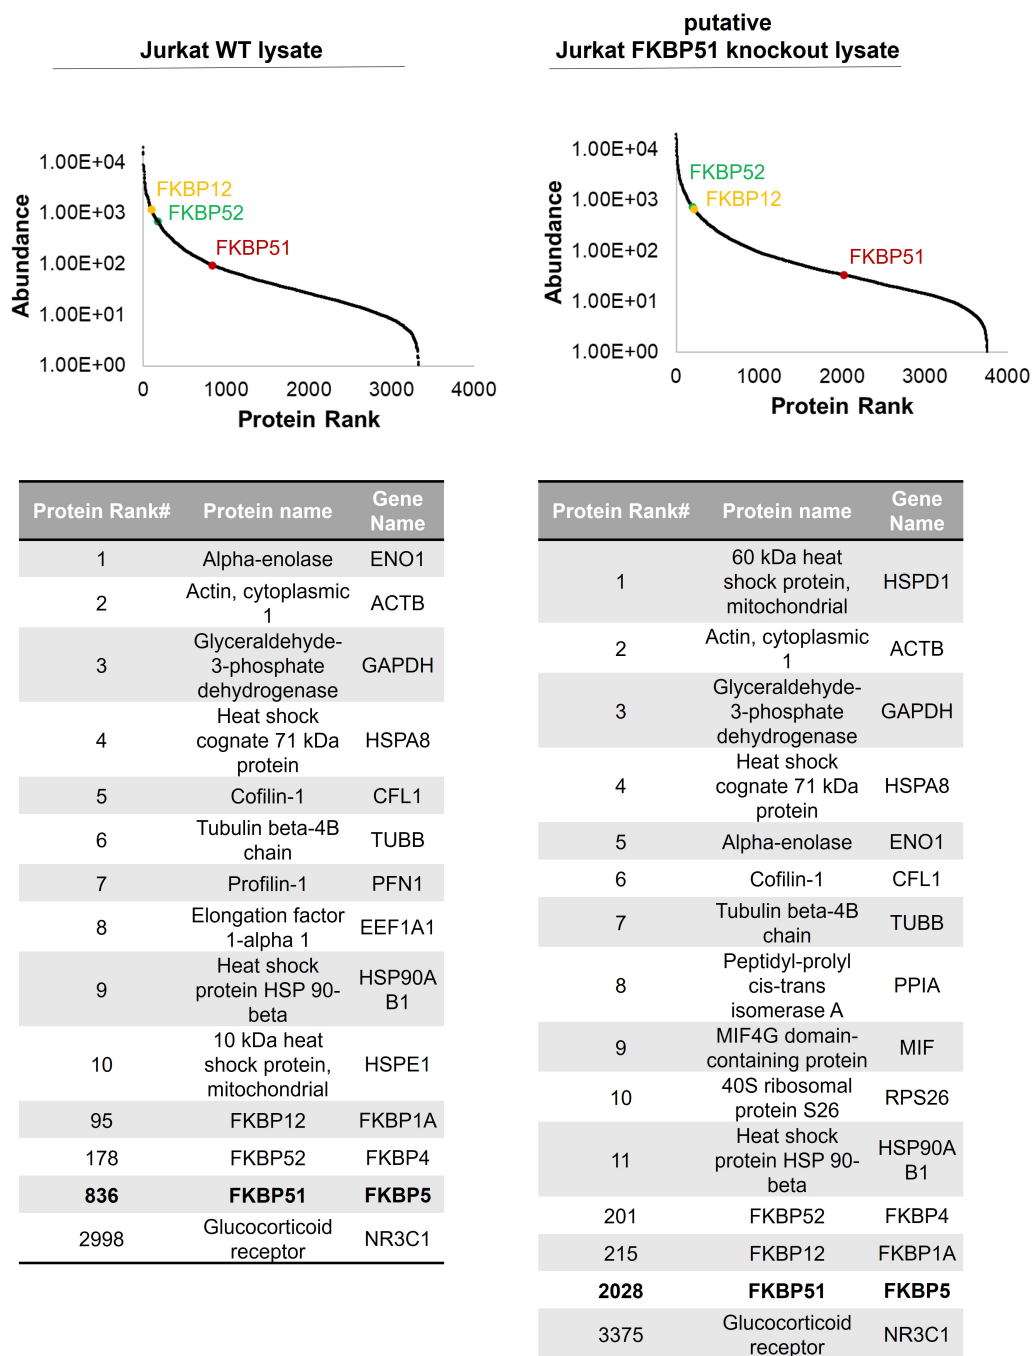 Jurkat WT lysate
putative
Jurkat FKBP51 knockout lysate
Abundance
1.00E+04
1.00E+03
1.00E+02
1.00E+01
1.00E+00
FKBP12
FKBP52
FKBP51
0 1000 2000 3000 4000
Protein Rank
Abundance
1.00E+04
1.00E+03
1.00E+02
1.00E+01
1.00E+00
FKBP52
FKBP12
FKBP51
0 1000 2000 3000 4000
Protein Rank
Protein Rank# Protein name Gene
Name
1 Alpha-enolase ENO1
2 Actin, cytoplasmic
1 ACTB
3 Glyceraldehyde-
3-phosphate
dehydrogenase GAPDH
4 Heat shock
cognate 71 kDa
protein HSPA8
5 Cofilin-1 CFL1
6 Tubulin beta-4B
chain TUBB
7 Profilin-1 PFN1
8 Elongation factor
1-alpha 1 EEF1A1
9 Heat shock
protein HSP 90-
beta HSP90A
B1
10 10 kDa heat
shock protein,
mitochondrial HSPE1
95 FKBP12 FKBP1A
178 FKBP52 FKBP4
836 FKBP51 FKBP5
2998 Glucocorticoid
receptor NR3C1
Protein Rank# Protein name Gene
Name
1 60 kDa heat
shock protein,
mitochondrial HSPD1
2 Actin, cytoplasmic
1 ACTB
3 Glyceraldehyde-
3-phosphate
dehydrogenase GAPDH
4 Heat shock
cognate 71 kDa
protein HSPA8
5 Alpha-enolase ENO1
6 Cofilin-1 CFL1
7 Tubulin beta-4B
chain TUBB
8 Peptidyl-prolyl
cis-trans
isomerase A PPIA
9 MIF4G domain-
containing protein MIF
10 40S ribosomal
protein S26 RPS26
11 Heat shock
protein HSP 90-
beta HSP90A
B1
201 FKBP52 FKBP4
215 FKBP12 FKBP1A
2028 FKBP51 FKBP5
3375 Glucocorticoid
receptor NR3C1